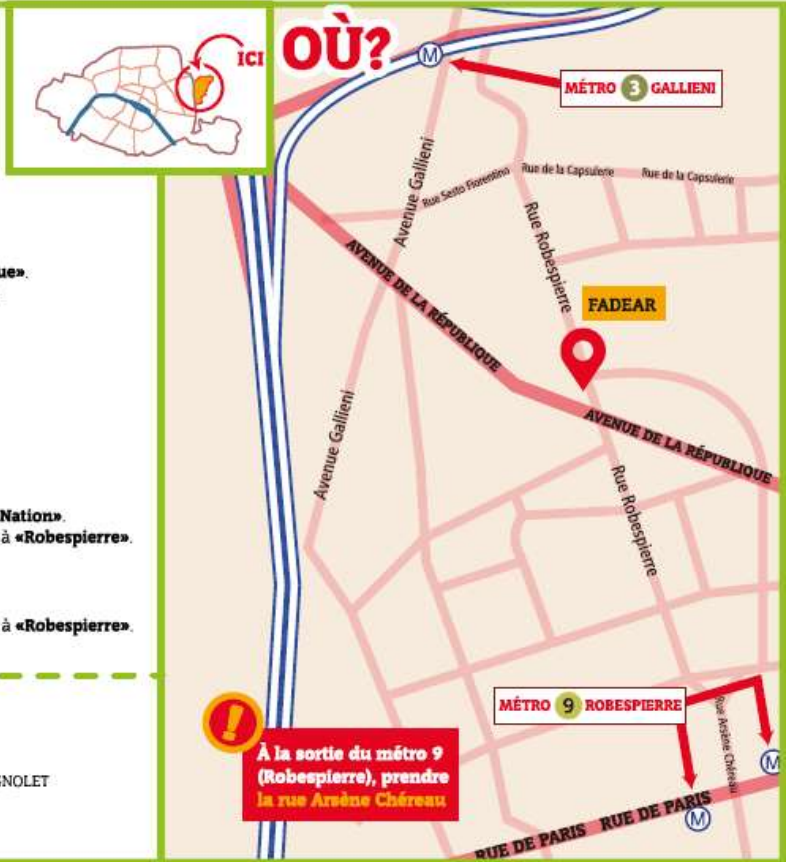 ICI
OÙ?
M
MÉTRO 3 GALLIENI
Avenue Gallieni
Rue Sesto Fiorentino
Rue de la Capsulerie
Rue de la Capsulerie
Rue Robespierre
AVENUE DE LA RÉPUBLIQUE
FADEAR
AVENUE DE LA RÉPUBLIQUE
Avenue Gallieni
Rue Robespierre
ue».
Nation».
à «Robespierre».
à «Robespierre».
MÉTRO 9 ROBESPIERRE
Rue Arsène Chéreau
M
M
!
À la sortie du métro 9
(Robespierre), prendre
la rue Arsène Chéreau
GNOLET
RUE DE PARIS RUE DE PARIS